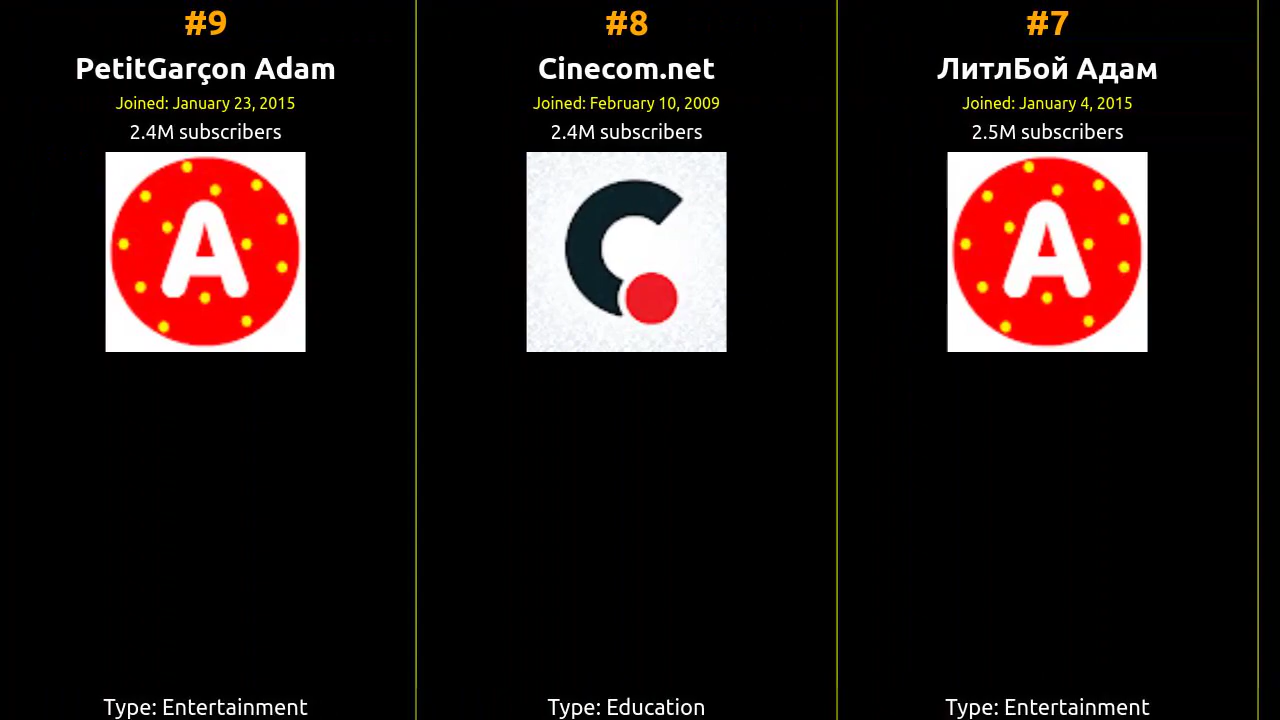 #9
PetitGarçon Adam
Joined: January 23, 2015
2.4M subscribers
A
Type: Entertainment
#8
Cinecom.net
Joined: February 10, 2009
2.4M subscribers
C
Type: Education
#7
ЛитлБой Адам
Joined: January 4, 2015
2.5M subscribers
A
Type: Entertainment